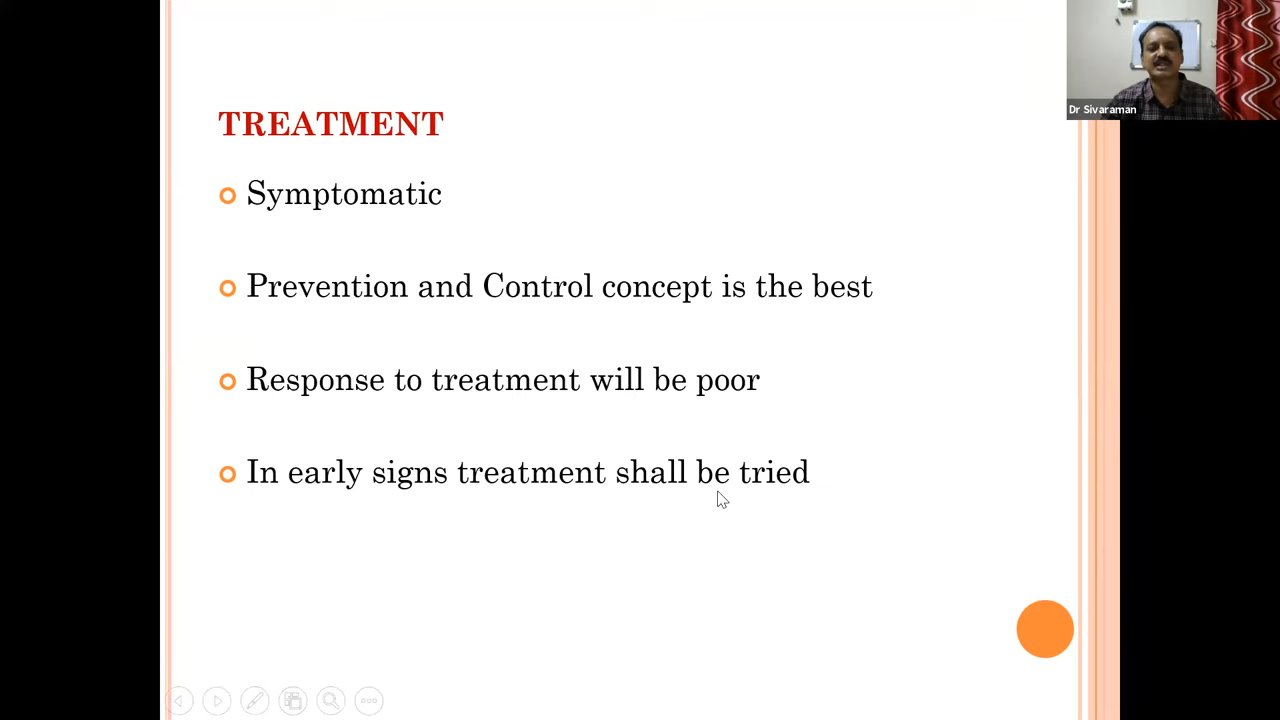 Dr Sivaraman
TREATMENT
Symptomatic
Prevention and Control concept is the best
Response to treatment will be poor
In early signs treatment shall be tried